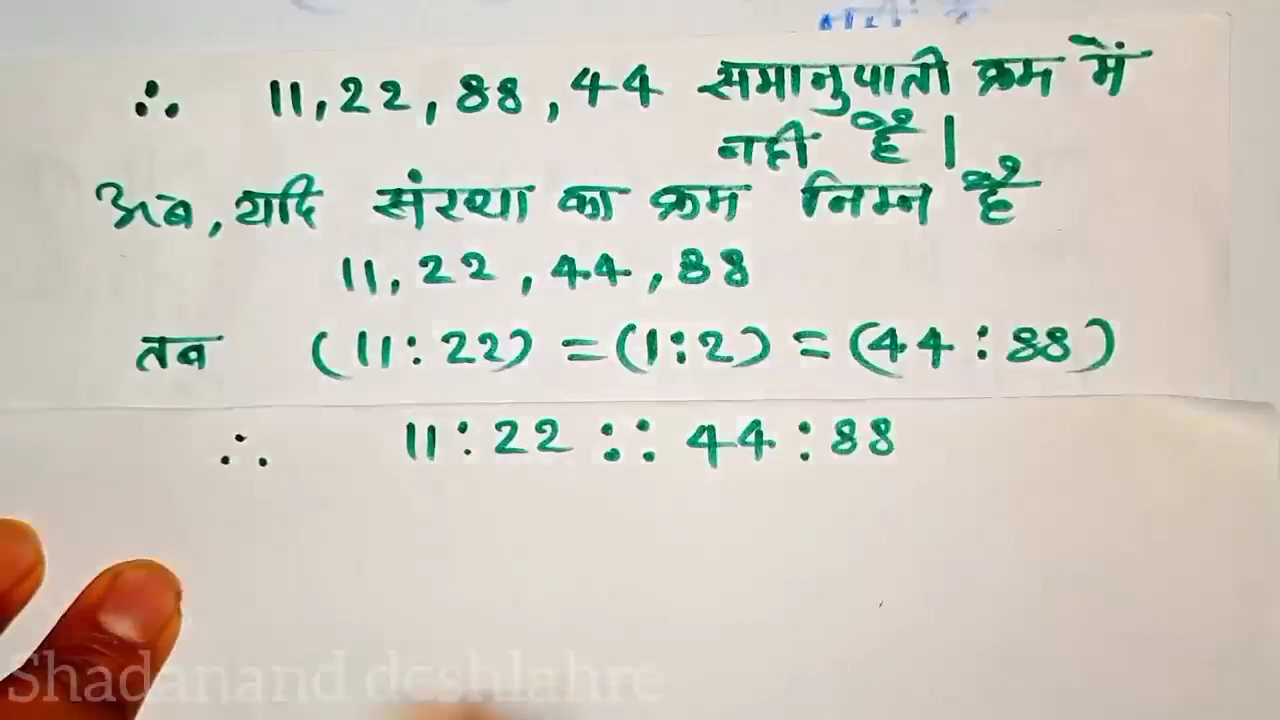 ∴ 11, 22, 88, 44 समानुपाती क्रम में
नहीं है।
अब, यदि संख्या का क्रम निम्न है
11, 22, 44, 88
तब (11:22) = (1:2) = (44:88)
∴ 11:22 :: 44:88
Shadanand deshlahre